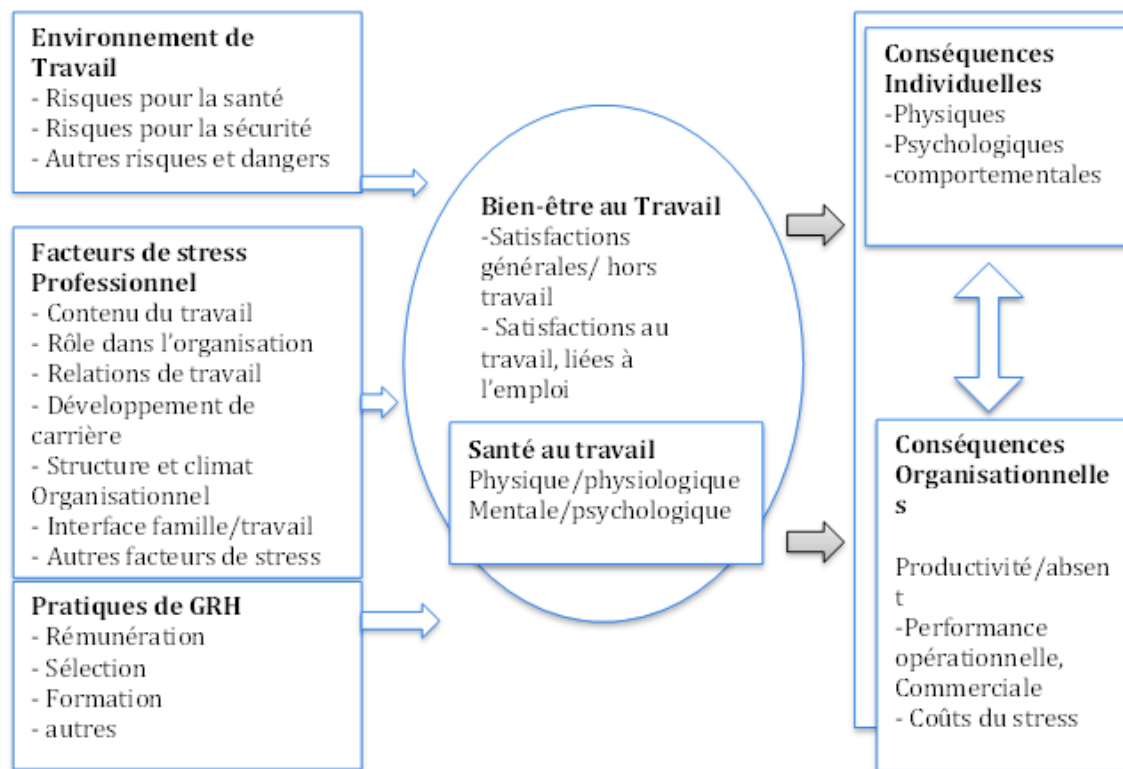 Environnement de
Travail
- Risques pour la santé
- Risques pour la sécurité
- Autres risques et dangers
Facteurs de stress
Professionnel
- Contenu du travail
- Rôle dans l'organisation
- Relations de travail
- Développement de
carrière
- Structure et climat
Organisationnel
- Interface famille/travail
- Autres facteurs de stress
Pratiques de GRH
- Rémunération
- Sélection
- Formation
- autres
Bien-être au Travail
-Satisfactions
générales/ hors
travail
- Satisfactions au
travail, liées à
l'emploi
Santé au travail
Physique/physiologique
Mentale/psychologique
Conséquences
Individuelles
-Physiques
-Psychologiques
-comportementales
Conséquences
Organisationnelle
s
Productivité/absen
t
-Performance
opérationnelle,
Commerciale
- Coûts du stress